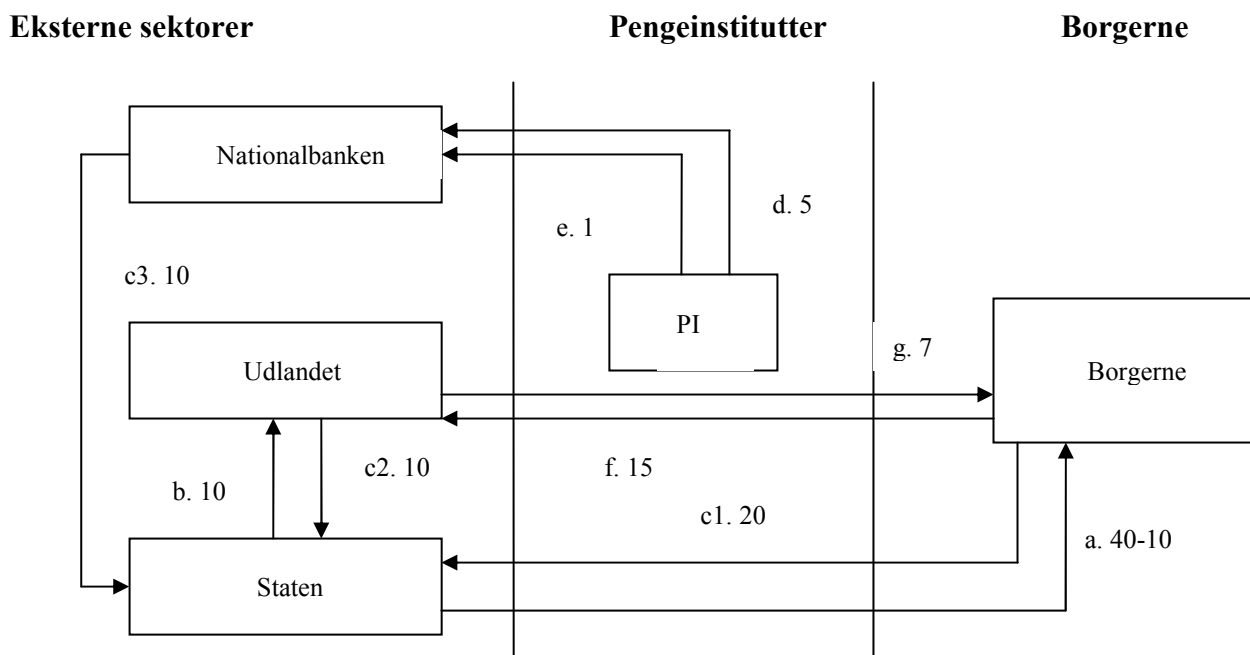 Eksterne sektorer
Pengeinstitutter
Borgerne
Nationalbanken
d. 5
e. 1
c3. 10
PI
g. 7
Udlandet
Borgerne
c2. 10
f. 15
b. 10
c1. 20
a. 40-10
Staten